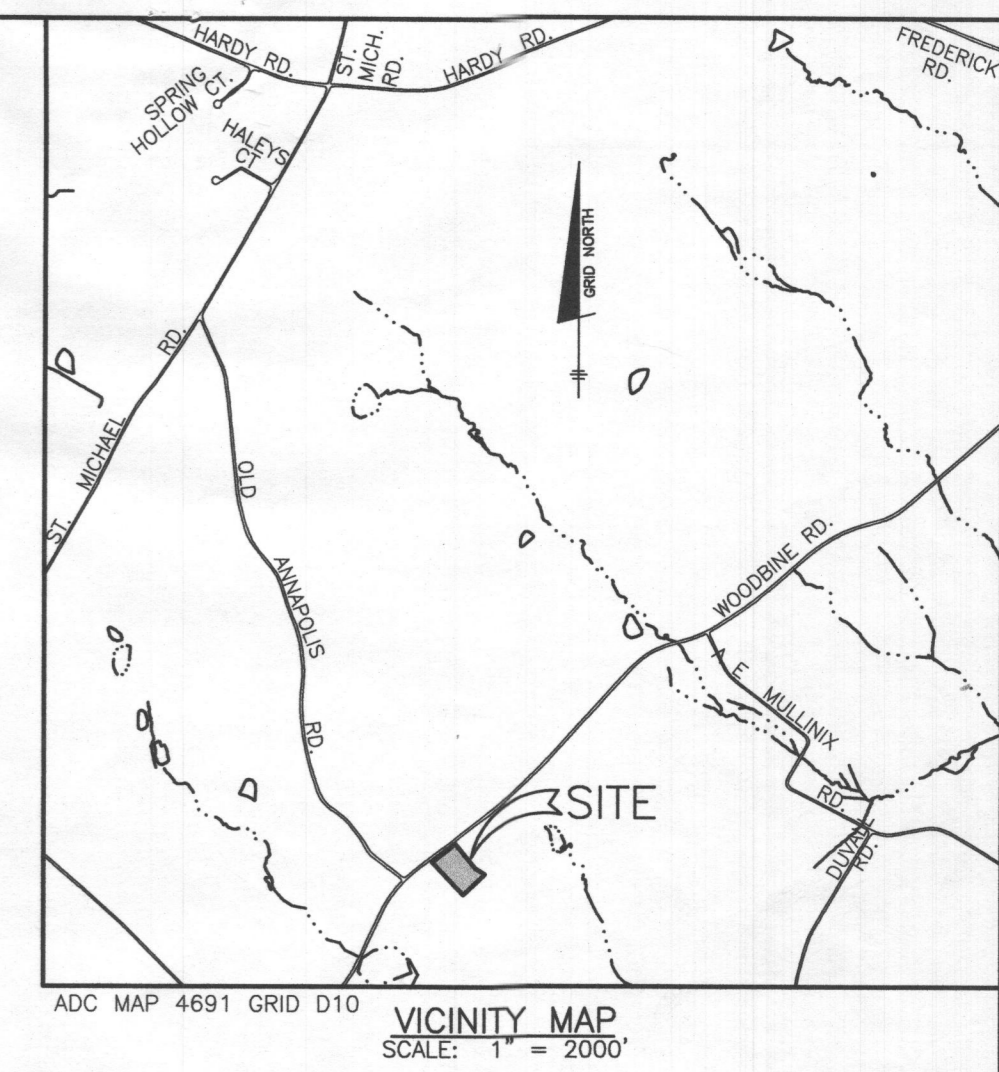 HARDY RD.
ST.
MICH.
RD.
HARDY RD.
FREDERICK
RD.
SPRING
HOLLOW CT.
HALEYS
CT
GRID NORTH
ST. MICHAEL RD.
OLD ANNAPOLIS RD.
WOODBINE RD.
A E MULLINIX RD.
SITE
DUVALL
RD.
ADC MAP 4691 GRID D10
VICINITY MAP
SCALE: 1" = 2000'